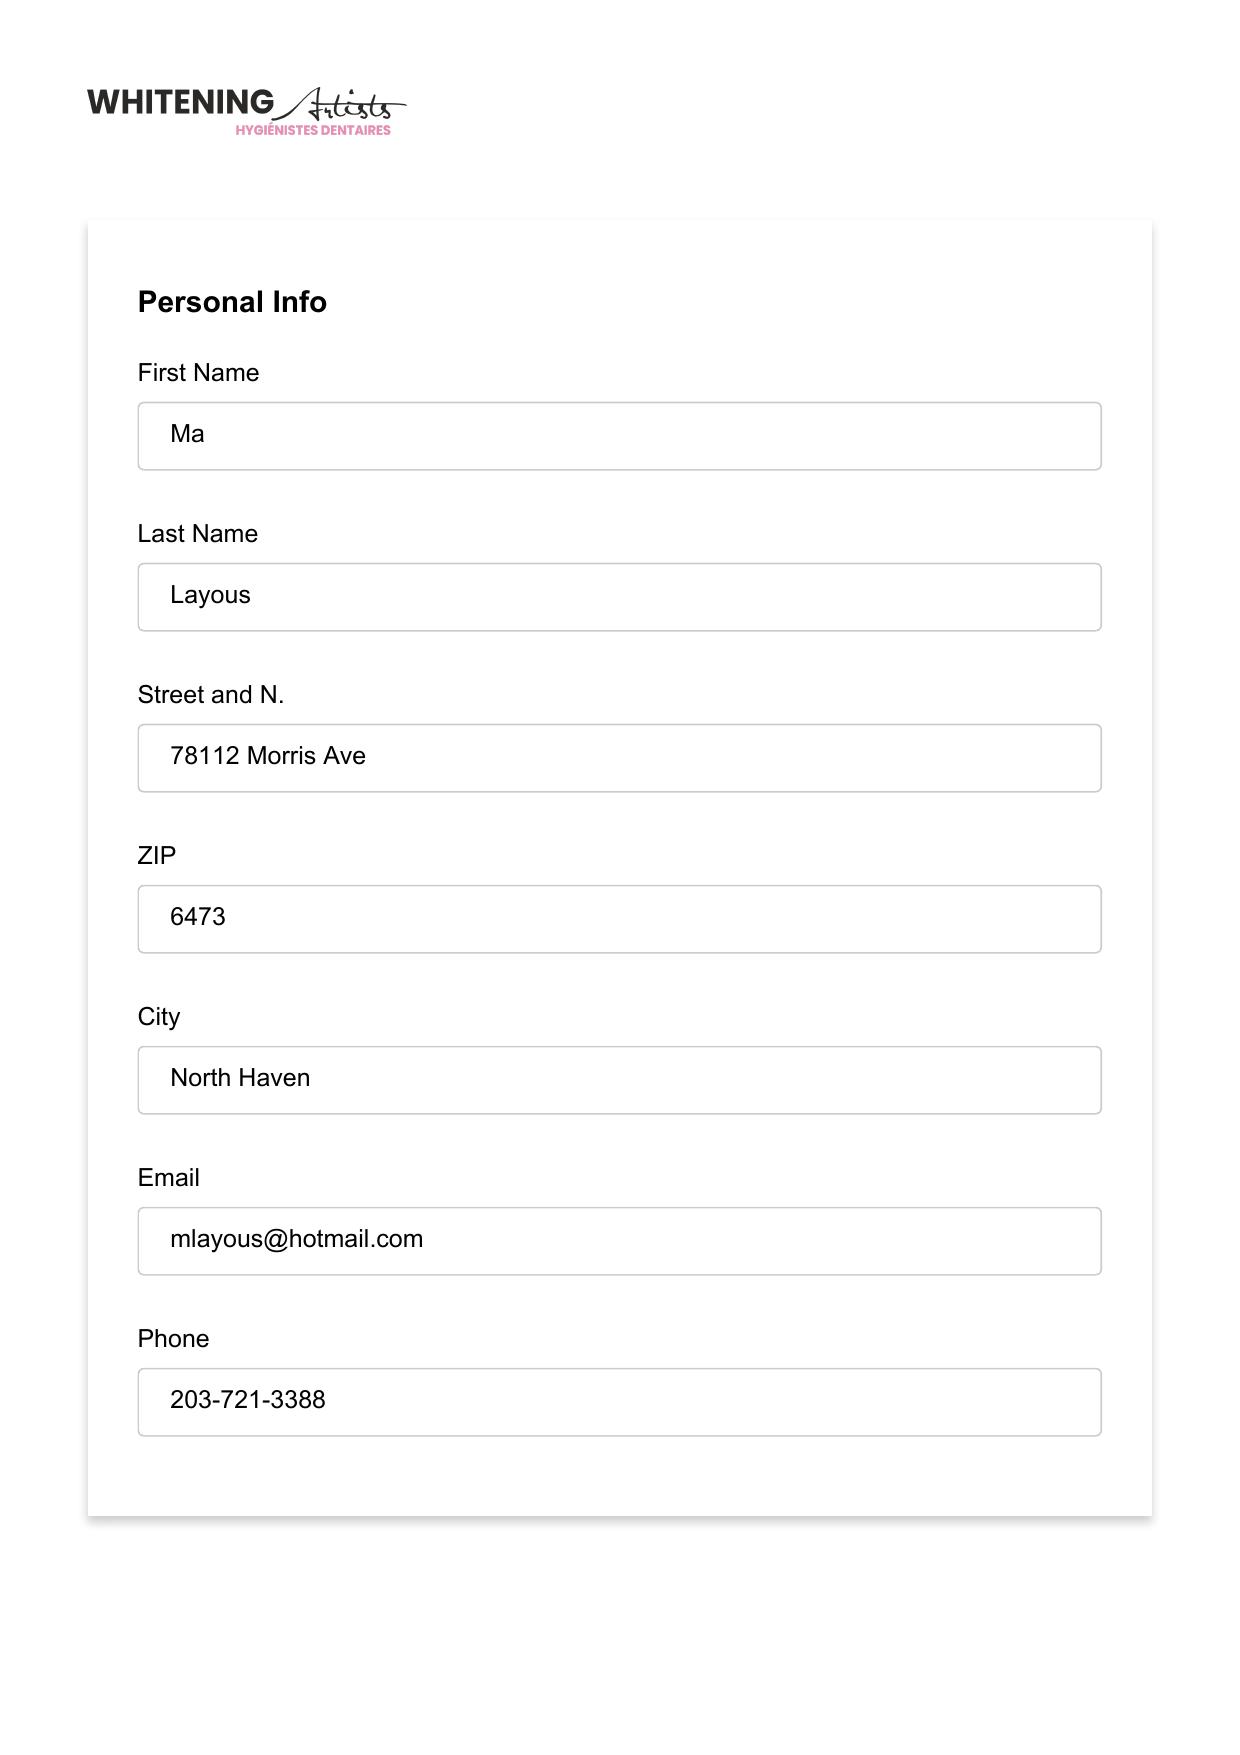 WHITENING Artists
HYGIÉNISTES DENTAIRES
Personal Info
First Name
Ma
Last Name
Layous
Street and N.
78112 Morris Ave
ZIP
6473
City
North Haven
Email
mlayous@hotmail.com
Phone
203-721-3388